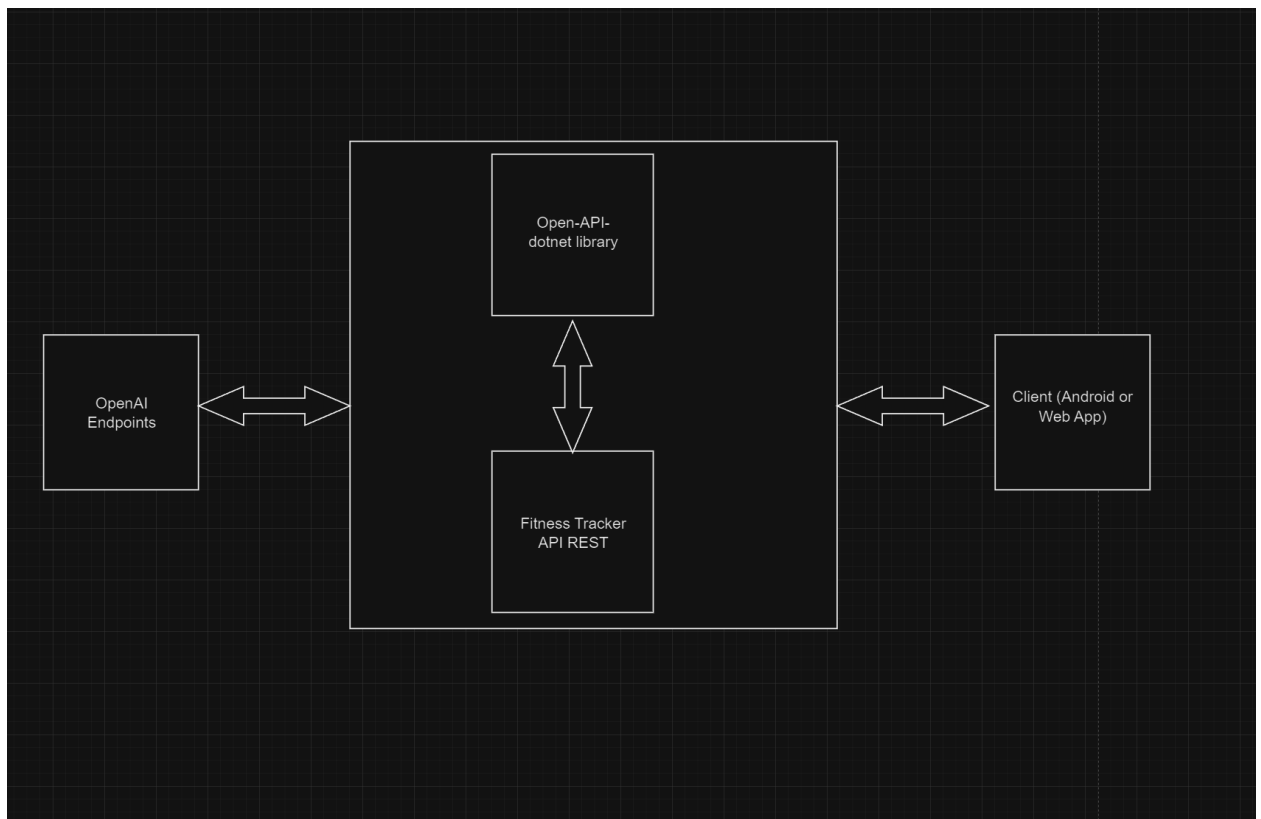 Open-API-
dotnet library
OpenAI
Endpoints
Client (Android or
Web App)
Fitness Tracker
API REST